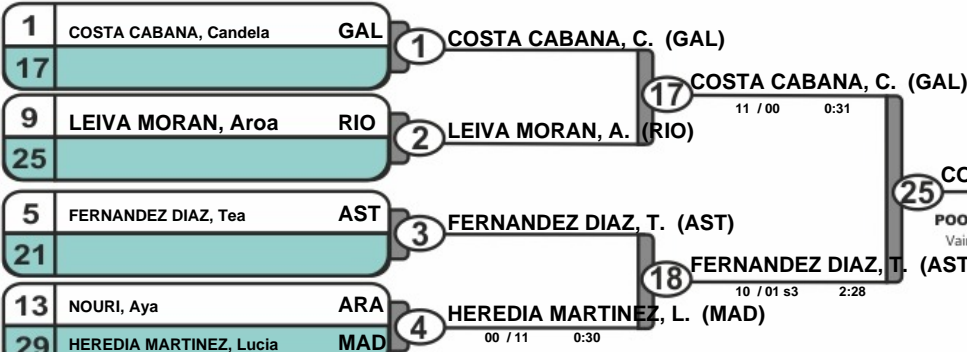 1 COSTA CABANA, Candela GAL
17
9 LEIVA MORAN, Aroa RIO
25
5 FERNANDEZ DIAZ, Tea AST
21
13 NOURI, Aya ARA
29 HEREDIA MARTINEZ, Lucia MAD
1 COSTA CABANA, C. (GAL)
2 LEIVA MORAN, A. (RIO)
3 FERNANDEZ DIAZ, T. (AST)
4 HEREDIA MARTINEZ, L. (MAD)
00 / 11 0:30
17 COSTA CABANA, C. (GAL)
11 / 00 0:31
18 FERNANDEZ DIAZ, T. (AST
10 / 01 s3 2:28
25 CO
POO
Vain